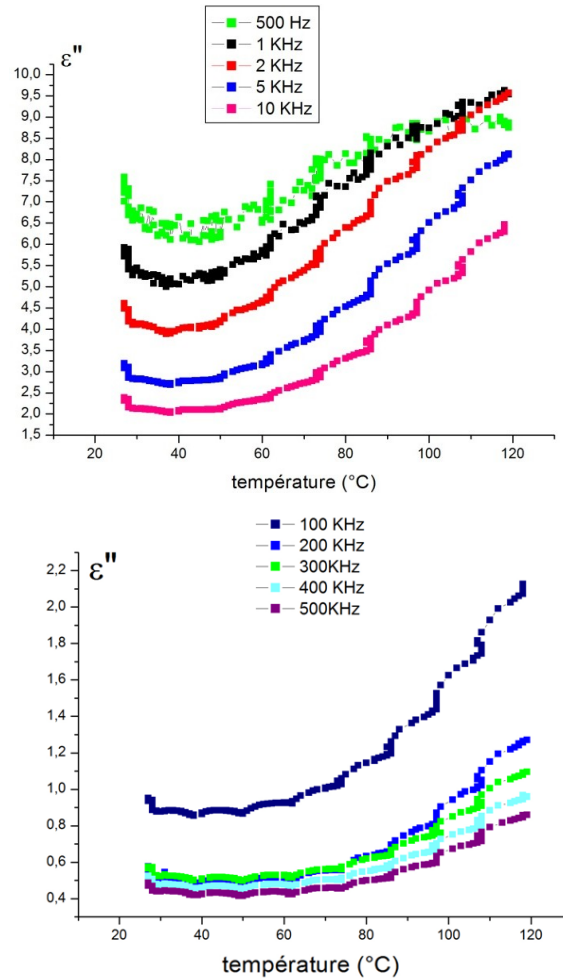 500 Hz
1 KHz
2 KHz
5 KHz
10 KHz
ε"
10,0
9,5
9,0
8,5
8,0
7,5
7,0
6,5
6,0
5,5
5,0
4,5
4,0
3,5
3,0
2,5
2,0
1,5
20 40 60 80 100 120
température (°C)
100 KHz
200 KHz
300KHz
400 KHz
500KHz
ε"
2,2
2,0
1,8
1,6
1,4
1,2
1,0
0,8
0,6
0,4
20 40 60 80 100 120
température (°C)